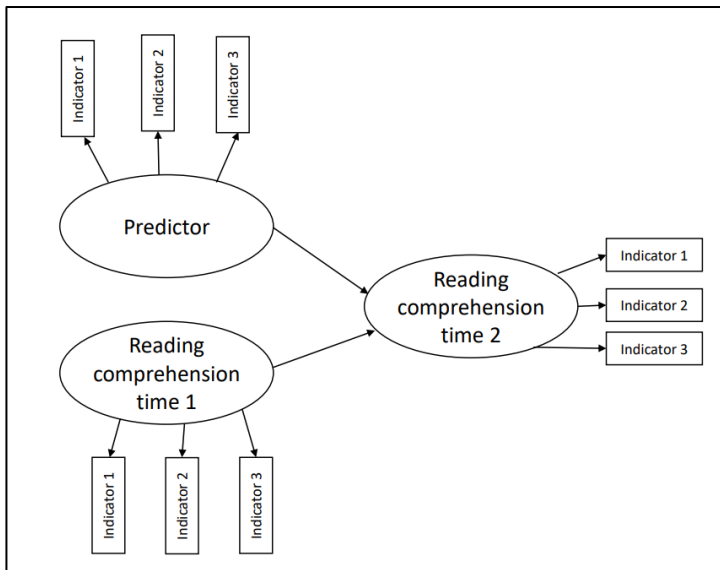 Indicator 1
Indicator 2
Indicator 3
Predictor
Reading
comprehension
time 2
Indicator 1
Indicator 2
Indicator 3
Reading
comprehension
time 1
Indicator 1
Indicator 2
Indicator 3